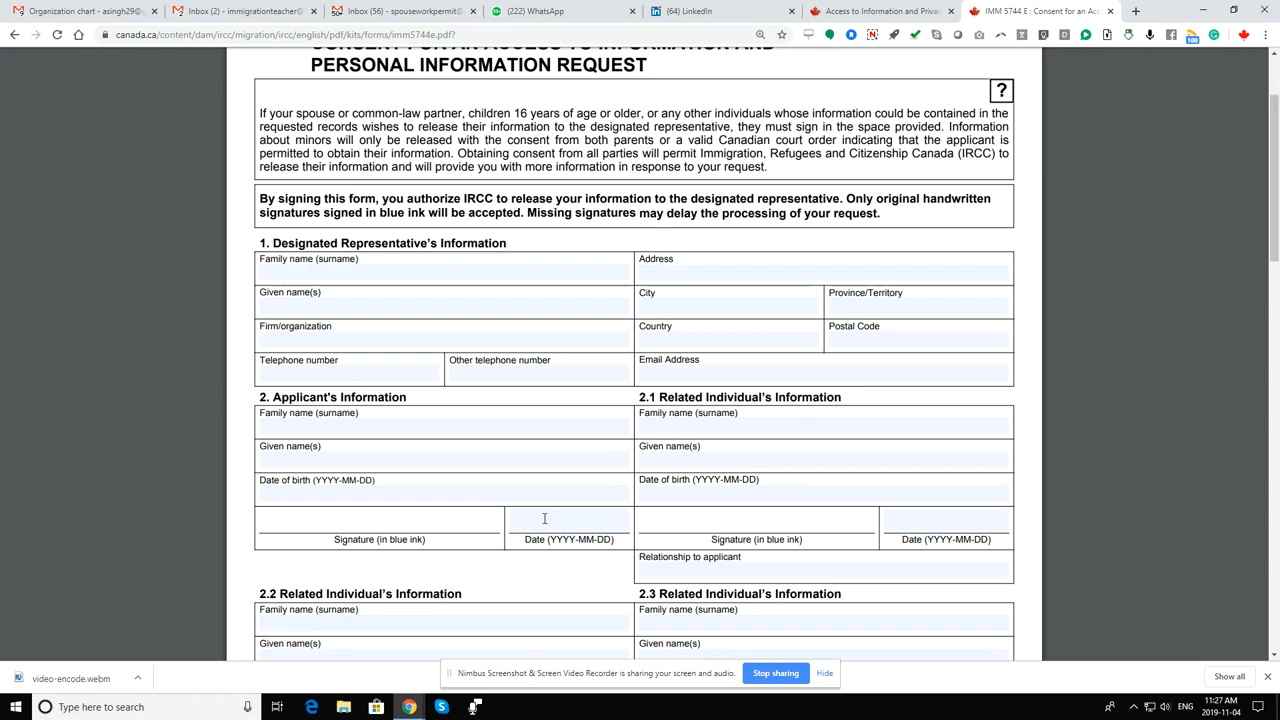 Organization chart - asingh29@g
Inbox (2) - immigrationteacher@
Inbox (56) - spouseworkpermit@
(222) WhatsApp
(64) LinkedIn
Access to Information and Priva
IMM 5744 E : Consent for an Acc
canada.ca/content/dam/ircc/migration/ircc/english/pdf/kits/forms/imm5744e.pdf?
CONSENT FOR AN ACCESS TO INFORMATION AND
PERSONAL INFORMATION REQUEST
?
If your spouse or common-law partner, children 16 years of age or older, or any other individuals whose information could be contained in the
requested records wishes to release their information to the designated representative, they must sign in the space provided. Information
about minors will only be released with the consent from both parents or a valid Canadian court order indicating that the applicant is
permitted to obtain their information. Obtaining consent from all parties will permit Immigration, Refugees and Citizenship Canada (IRCC) to
release their information and will provide you with more information in response to your request.
By signing this form, you authorize IRCC to release your information to the designated representative. Only original handwritten
signatures signed in blue ink will be accepted. Missing signatures may delay the processing of your request.
1. Designated Representative's Information
Family name (surname)
Address
Given name(s)
City
Province/Territory
Firm/organization
Country
Postal Code
Telephone number
Other telephone number
Email Address
2. Applicant's Information
2.1 Related Individual's Information
Family name (surname)
Family name (surname)
Given name(s)
Given name(s)
Date of birth (YYYY-MM-DD)
Date of birth (YYYY-MM-DD)
Signature (in blue ink)
Date (YYYY-MM-DD)
Signature (in blue ink)
Date (YYYY-MM-DD)
Relationship to applicant
2.2 Related Individual's Information
2.3 Related Individual's Information
Family name (surname)
Family name (surname)
Given name(s)
Given name(s)
video-encode.webm
Nimbus Screenshot & Screen Video Recorder is sharing your screen and audio.
Stop sharing
Hide
Show all
Type here to search
ENG
11:27 AM
2019-11-04